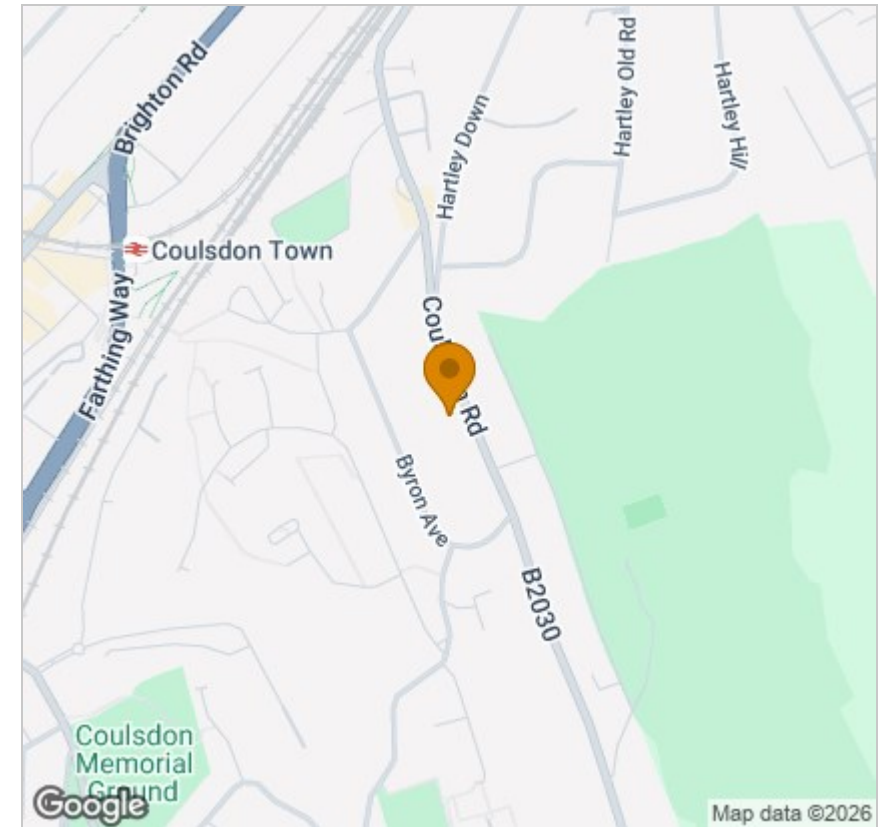 Brighton Rd
Hartley Old Rd
Hartley Down
Hartley Hill
Coulsdon Town
Farthing Way
Rd
Byron Ave
B2030
Coulsdon
Memorial
Ground
Google
Map data ©2026